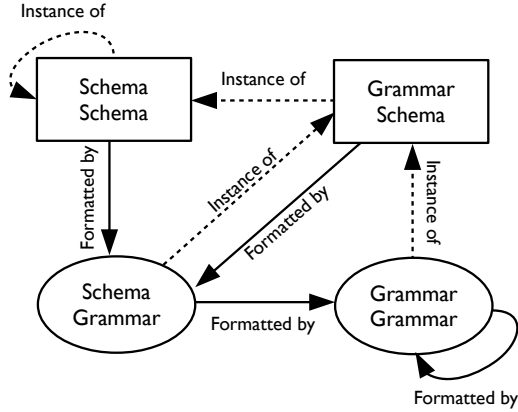 Instance of
Schema
Schema
Instance of
Grammar
Schema
Formatted by
Instance of
Formatted by
Instance of
Schema
Grammar
Formatted by
Grammar
Grammar
Formatted by